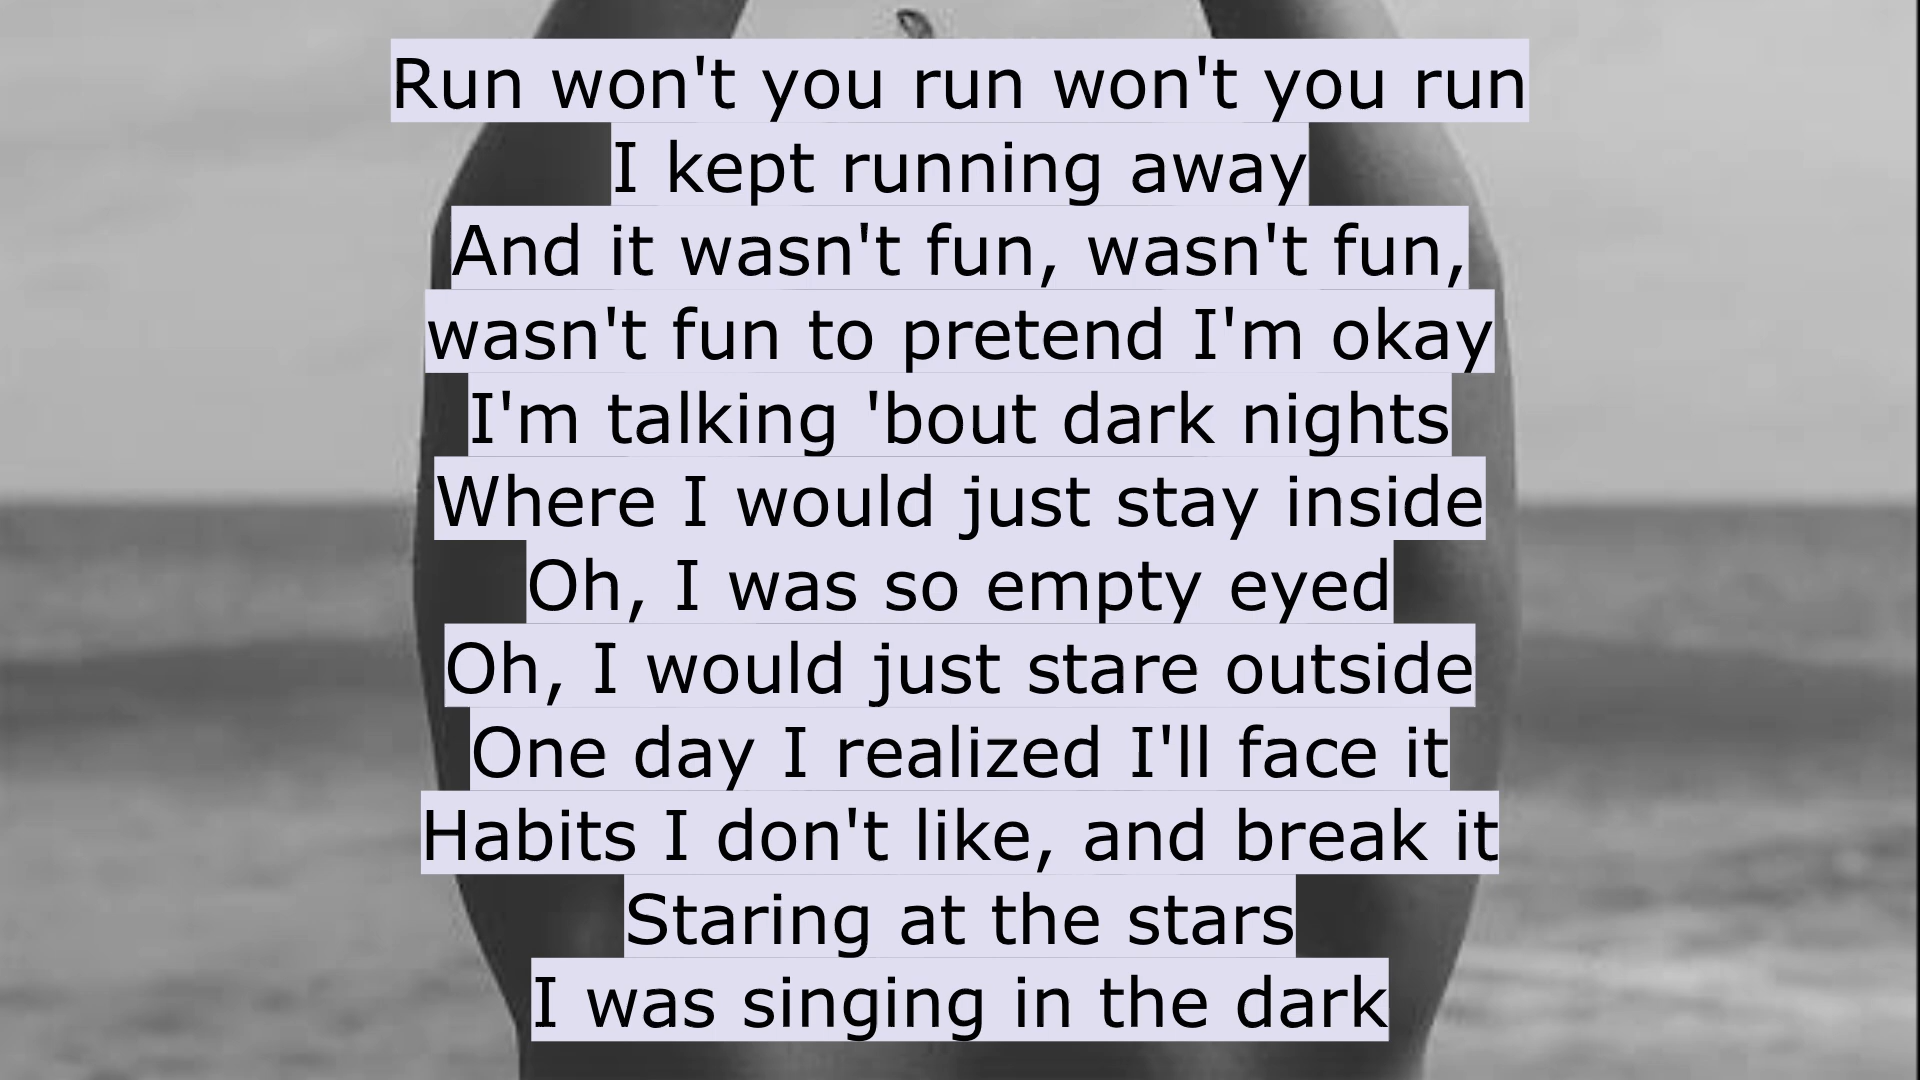 Run won't you run won't you run
I kept running away
And it wasn't fun, wasn't fun,
wasn't fun to pretend I'm okay
I'm talking 'bout dark nights
Where I would just stay inside
Oh, I was so empty eyed
Oh, I would just stare outside
One day I realized I'll face it
Habits I don't like, and break it
Staring at the stars
I was singing in the dark